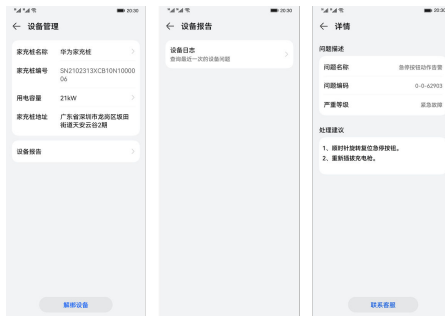 20:30
设备管理
家充桩名称 华为家充桩
家充桩编号 SN2102313XCB10N10000
06
用电容量 21kW
家充桩地址 广东省深圳市龙岗区坂田
街道天安云谷2期
设备报告
解绑设备
20:30
设备报告
设备日志
查询最近一次的设备问题
20:30
详情
问题描述
问题名称 急停按钮动作告警
问题编码 0-0-62903
严重等级 紧急故障
处理建议
1、顺时针旋转复位急停按钮。
2、重新插拔充电枪。
联系客服